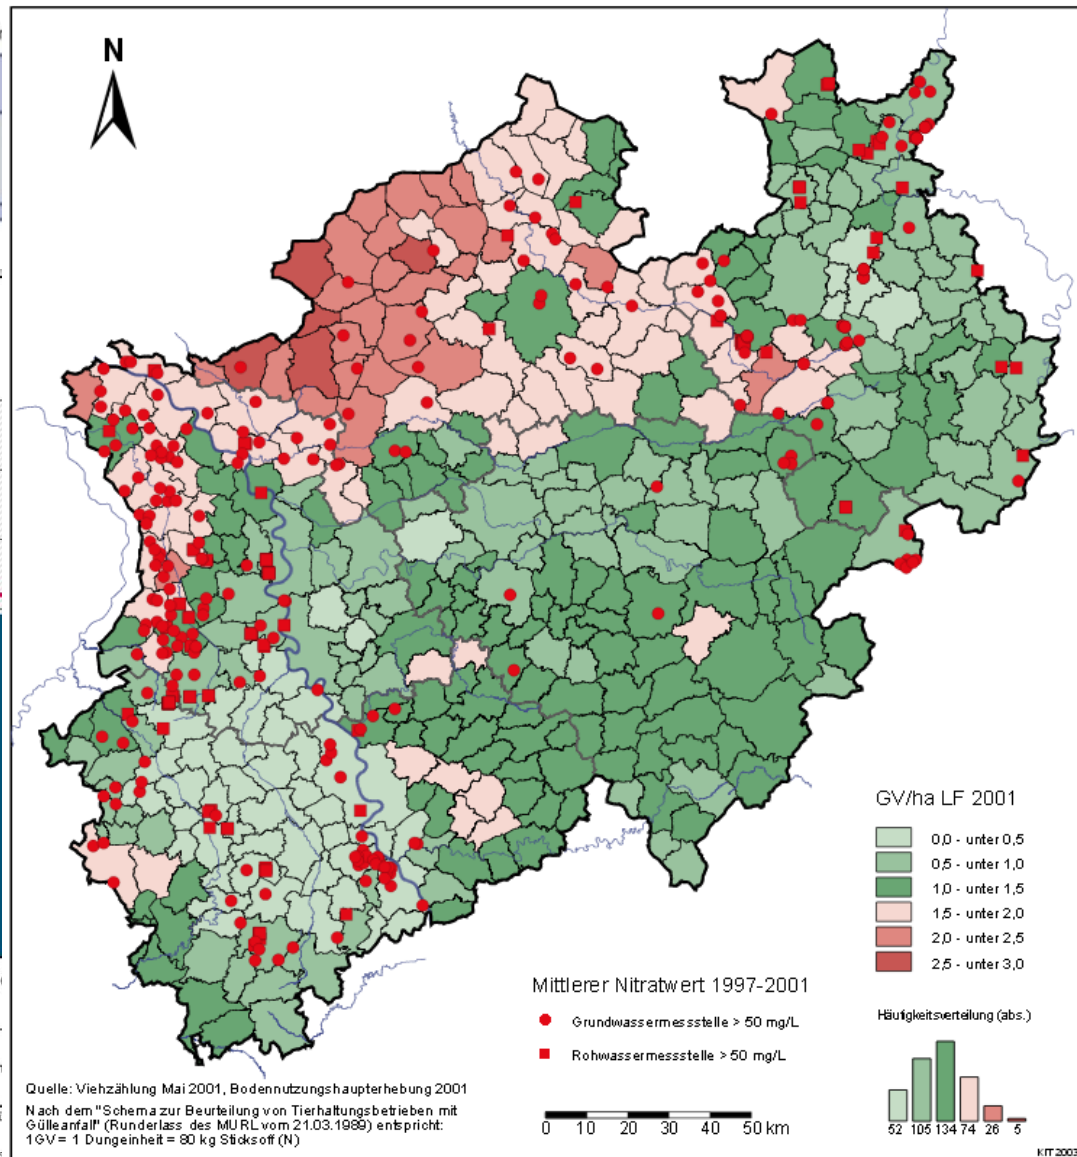 N
GV/ha LF 2001
0,0 - unter 0,5
0,5 - unter 1,0
1,0 - unter 1,5
1,5 - unter 2,0
2,0 - unter 2,5
2,5 - unter 3,0
Mittlerer Nitratwert 1997-2001
Grundwassermessstelle > 50 mg/L
Rohwassermessstelle > 50 mg/L
Häufigkeitsverteilung (abs.)
52 105 134 74 26 5
Quelle: Viehzählung Mai 2001, Bodennutzungshaupterhebung 2001
Nach dem "Schema zur Beurteilung von Tierhaltungsbetrieben mit
Gülleanfall" (Runderlass des MURL vom 21.03.1989) entspricht:
1GV = 1 Dungeinheit = 80 kg Sticksoff (N)
0 10 20 30 40 50 km
KIT 2003